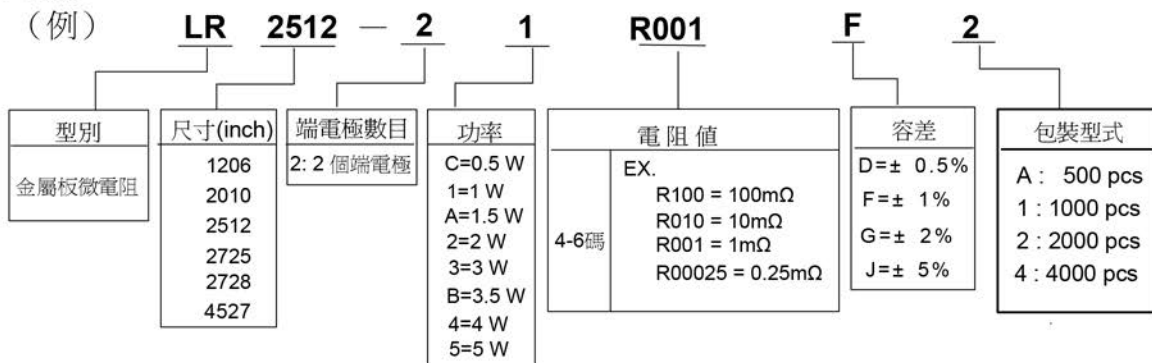 (例) LR 2512 — 2 1 R001 F 2
型別
金屬板微電阻
尺寸(inch)
1206
2010
2512
2725
2728
4527
端電極數目
2: 2 個端電極
功率
C=0.5 W
1=1 W
A=1.5 W
2=2 W
3=3 W
B=3.5 W
4=4 W
5=5 W
電阻值
4-6碼
EX.
R100 = 100mΩ
R010 = 10mΩ
R001 = 1mΩ
R00025 = 0.25mΩ
容差
D=± 0.5%
F=± 1%
G=± 2%
J=± 5%
包裝型式
A : 500 pcs
1 : 1000 pcs
2 : 2000 pcs
4 : 4000 pcs